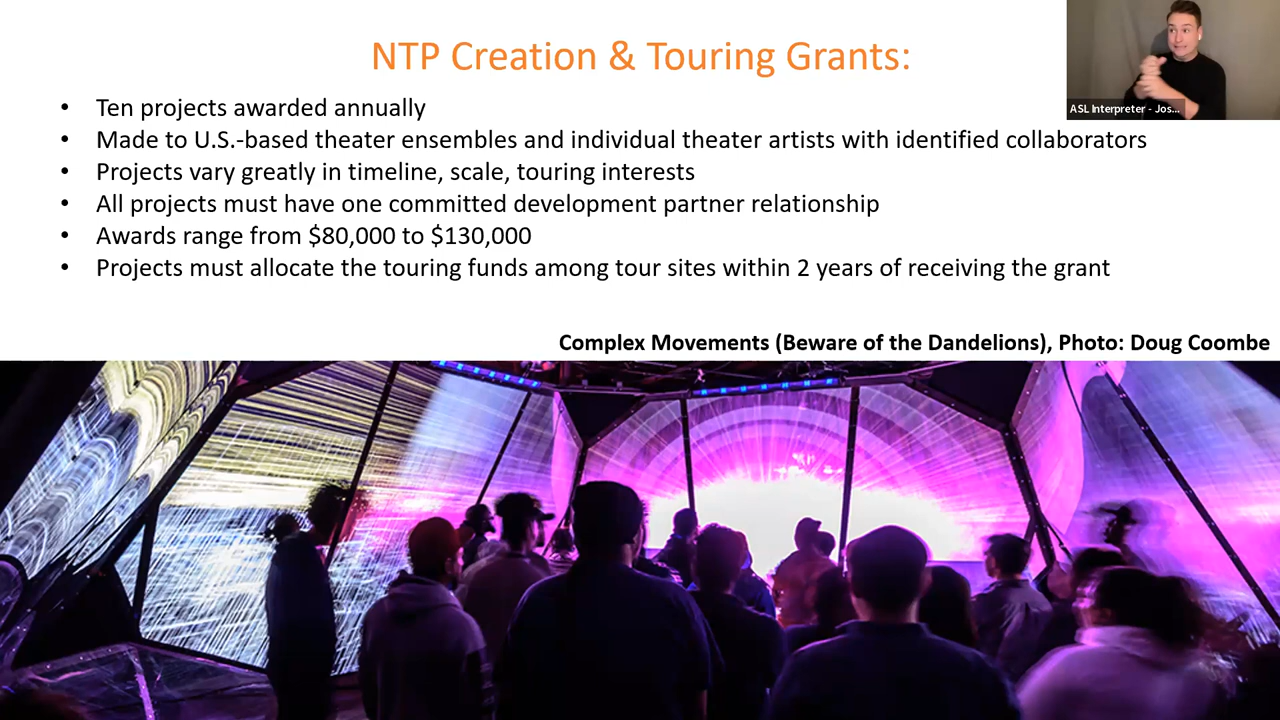 NTP Creation & Touring Grants:
ASL Interpreter - Jos...
• Ten projects awarded annually
• Made to U.S.-based theater ensembles and individual theater artists with identified collaborators
• Projects vary greatly in timeline, scale, touring interests
• All projects must have one committed development partner relationship
• Awards range from $80,000 to $130,000
• Projects must allocate the touring funds among tour sites within 2 years of receiving the grant
Complex Movements (Beware of the Dandelions), Photo: Doug Coombe